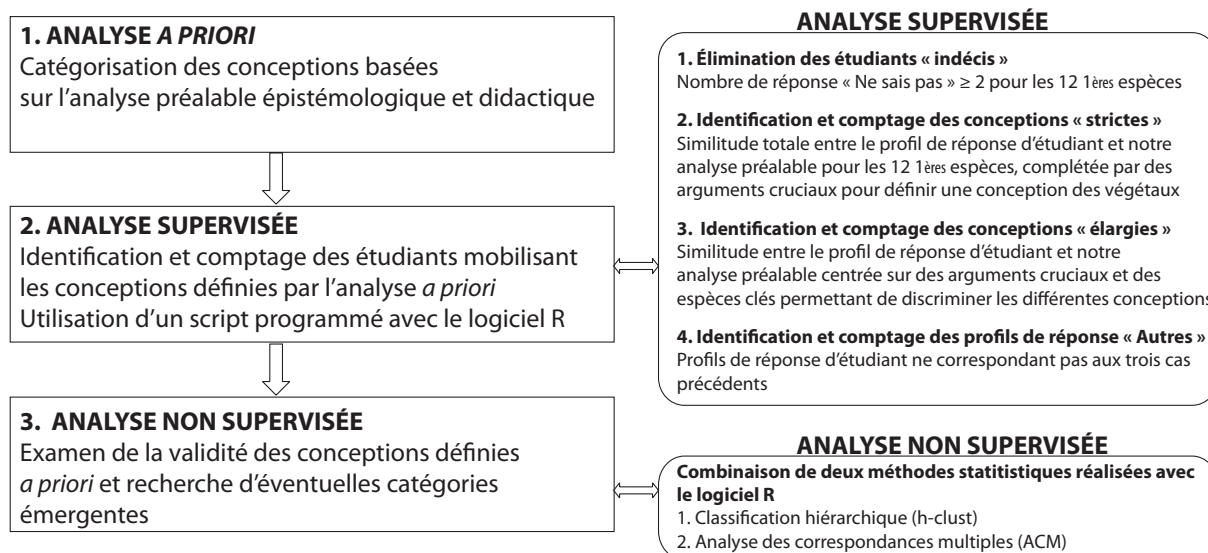 1. ANALYSE A PRIORI
Catégorisation des conceptions basées
sur l'analyse préalable épistémologique et didactique
2. ANALYSE SUPERVISÉE
Identification et comptage des étudiants mobilisant
les conceptions définies par l'analyse a priori
Utilisation d'un script programmé avec le logiciel R
3. ANALYSE NON SUPERVISÉE
Examen de la validité des conceptions définies
a priori et recherche d'éventuelles catégories
émergentes
ANALYSE SUPERVISÉE
1. Élimination des étudiants « indécis »
Nombre de réponse « Ne sais pas » ≥ 2 pour les 12 1ères espèces
2. Identification et comptage des conceptions « strictes »
Similitude totale entre le profil de réponse d'étudiant et notre
analyse préalable pour les 12 1ères espèces, complétée par des
arguments cruciaux pour définir une conception des végétaux
3. Identification et comptage des conceptions « élargies »
Similitude entre le profil de réponse d'étudiant et notre
analyse préalable centrée sur des arguments cruciaux et des
espèces clés permettant de discriminer les différentes conceptions
4. Identification et comptage des profils de réponse « Autres »
Profils de réponse d'étudiant ne correspondant pas aux trois cas
précédents
ANALYSE NON SUPERVISÉE
Combinaison de deux méthodes statitistiques réalisées avec
le logiciel R
1. Classification hiérarchique (h-clust)
2. Analyse des correspondances multiples (ACM)